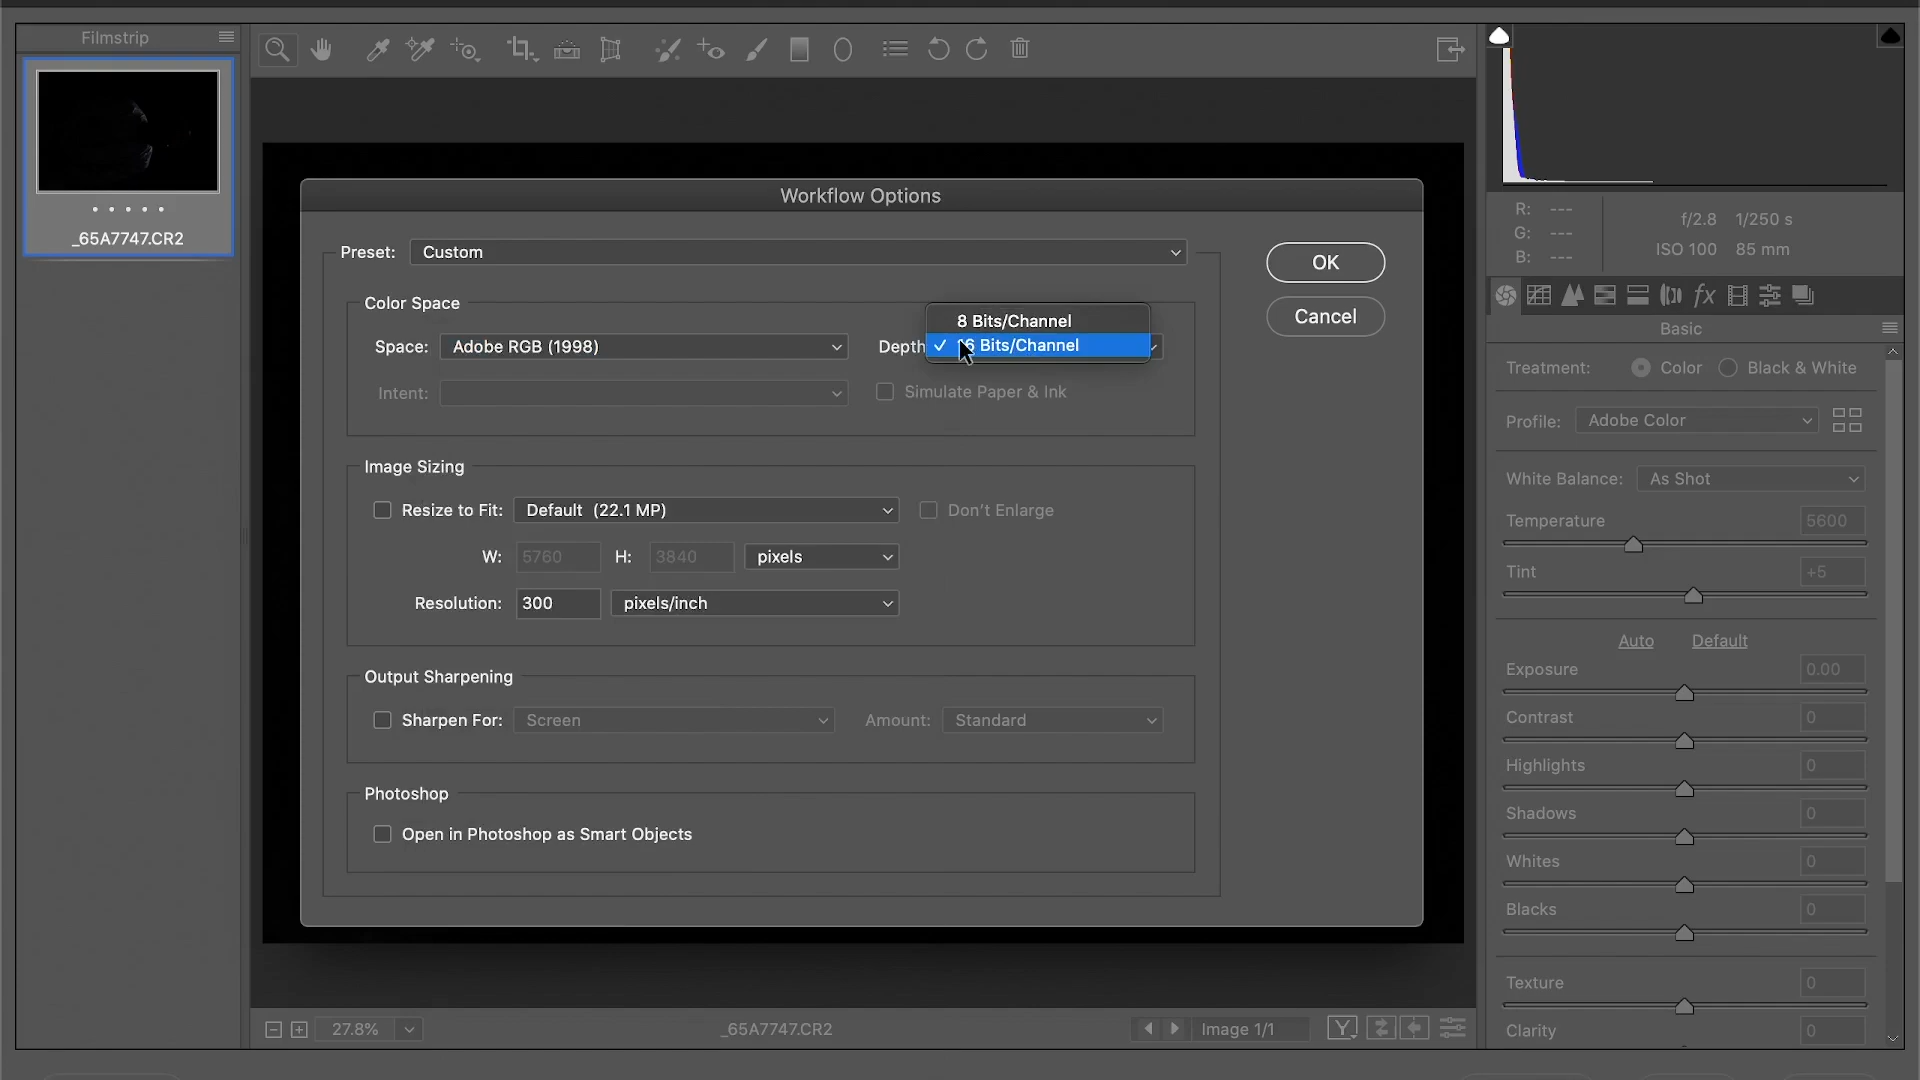 Filmstrip
_65A7747.CR2
Workflow Options
Preset: Custom
OK
Cancel
Color Space
Space: Adobe RGB (1998)
Depth
8 Bits/Channel
16 Bits/Channel
Intent:
Simulate Paper & Ink
Image Sizing
Resize to Fit: Default (22.1 MP)
Don't Enlarge
W: 5760 H: 3840 pixels
Resolution: 300 pixels/inch
Output Sharpening
Sharpen For: Screen
Amount: Standard
Photoshop
Open in Photoshop as Smart Objects
27.8%
_65A7747.CR2
Image 1/1
Y
R: ---
G: ---
B: ---
f/2.8 1/250 s
ISO 100 85 mm
fx
Basic
Treatment: Color Black & White
Profile: Adobe Color
White Balance: As Shot
Temperature 5600
Tint +5
Auto Default
Exposure 0.00
Contrast 0
Highlights 0
Shadows 0
Whites 0
Blacks 0
Texture 0
Clarity 0